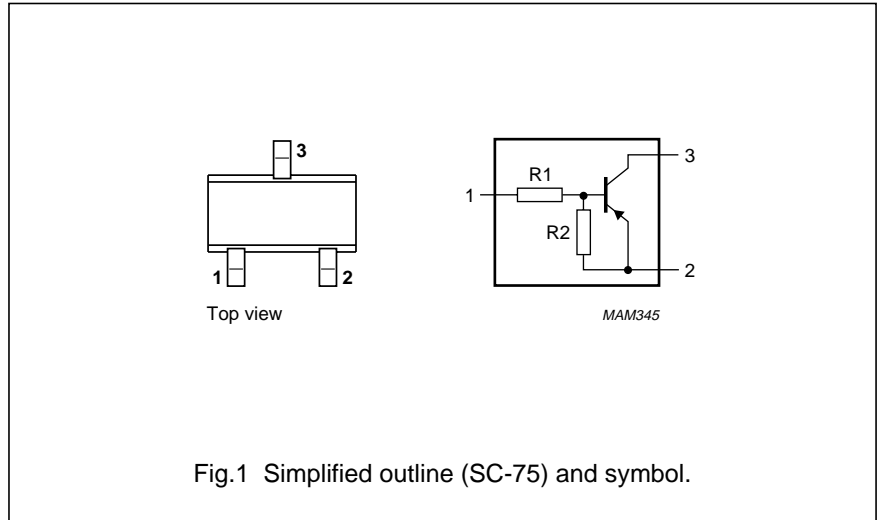 3
1
2
Top view
1
R1
R2
3
2
MAM345
Fig.1 Simplified outline (SC-75) and symbol.